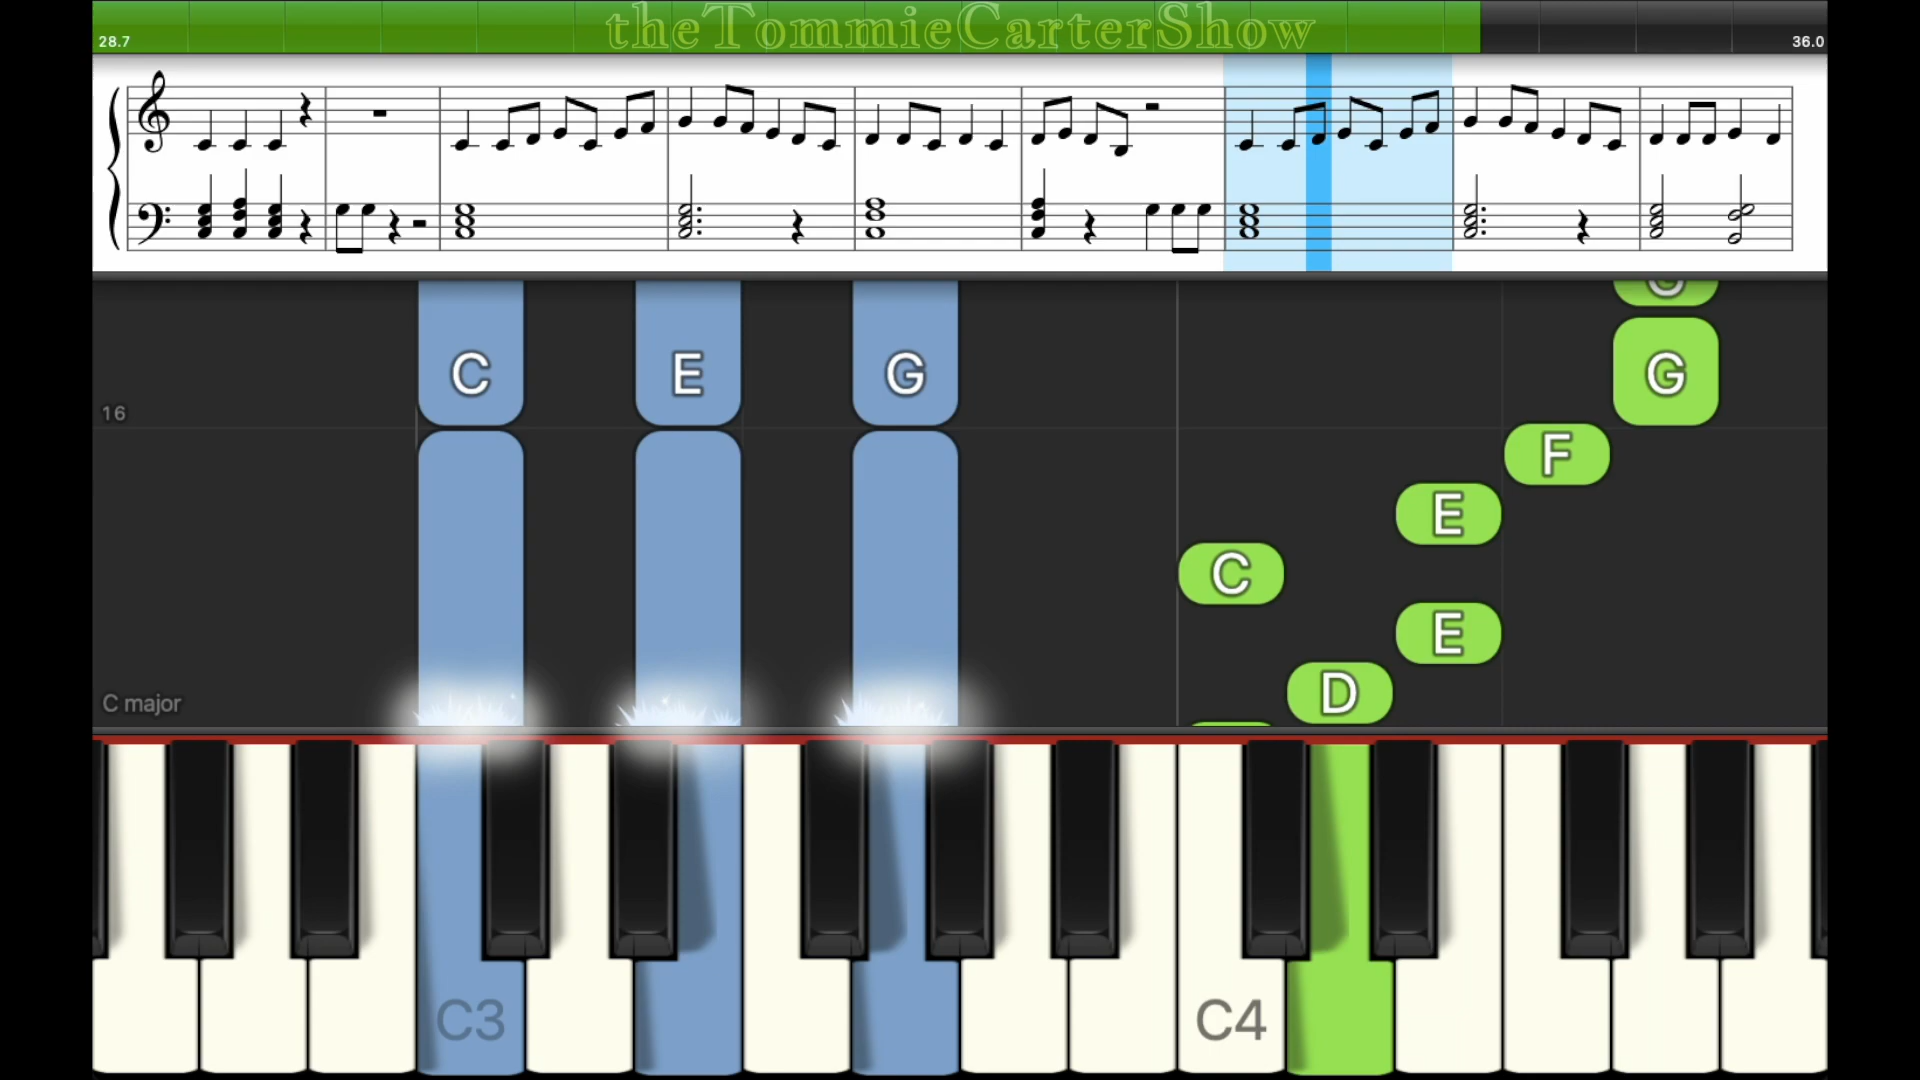 theTommieCarterShow
28.7
36.0
G
C E G G
16
F
E
C
E
D
C major
C3 C4